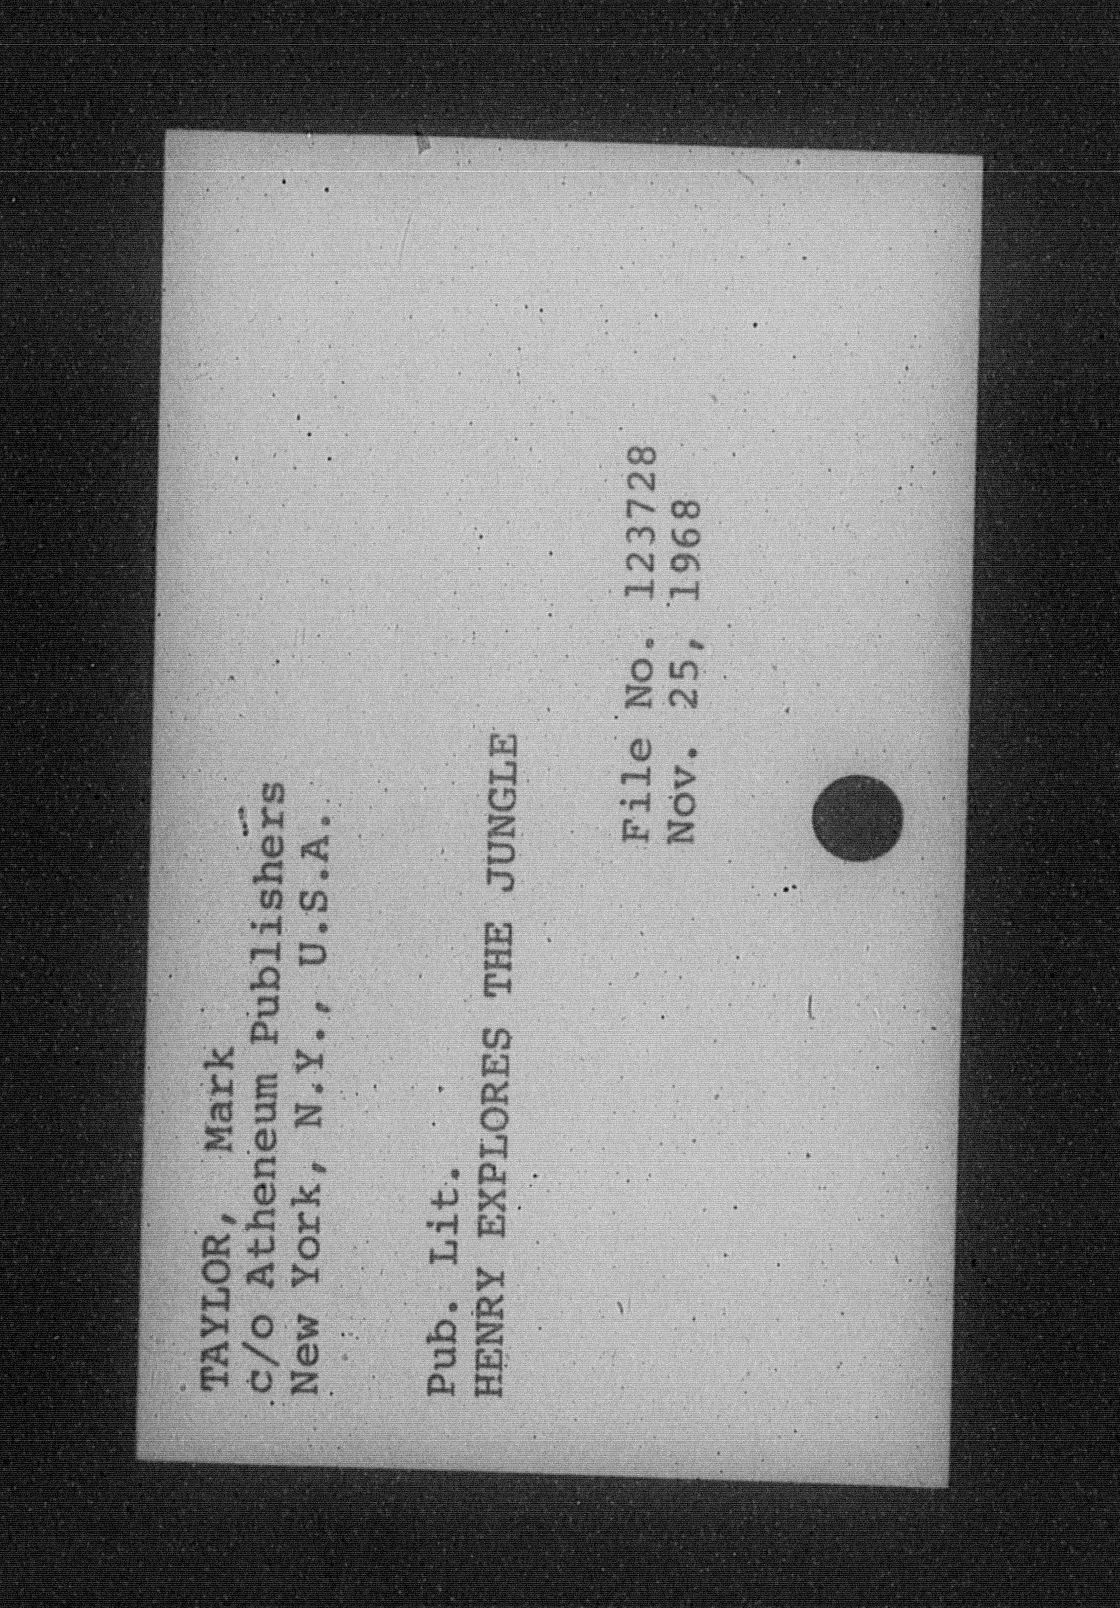 TAYLOR, Mark
c/o Atheneum Publishers
New York, N.Y., U.S.A.
Pub. Lit.
HENRY EXPLORES THE JUNGLE
File No. 123728
Nov. 25, 1968